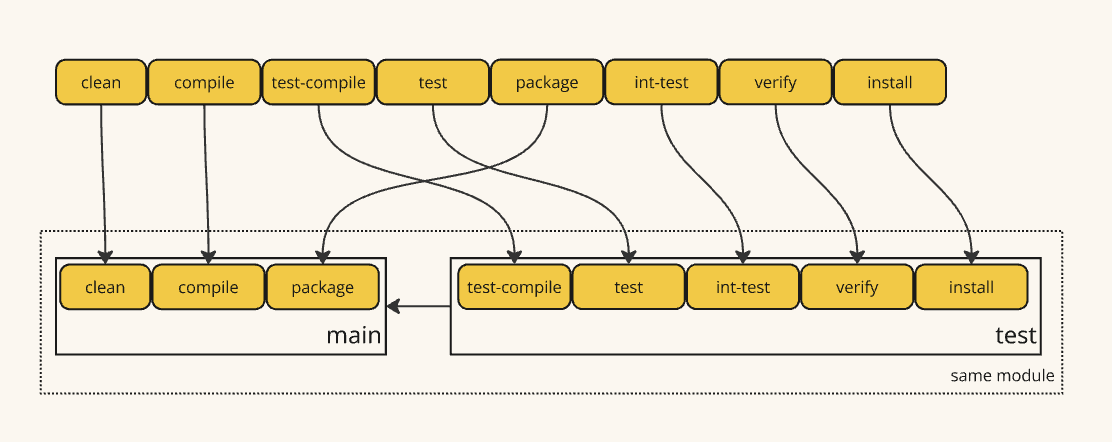 clean compile test-compile test package int-test verify install
clean compile package test-compile test int-test verify install
main test
same module